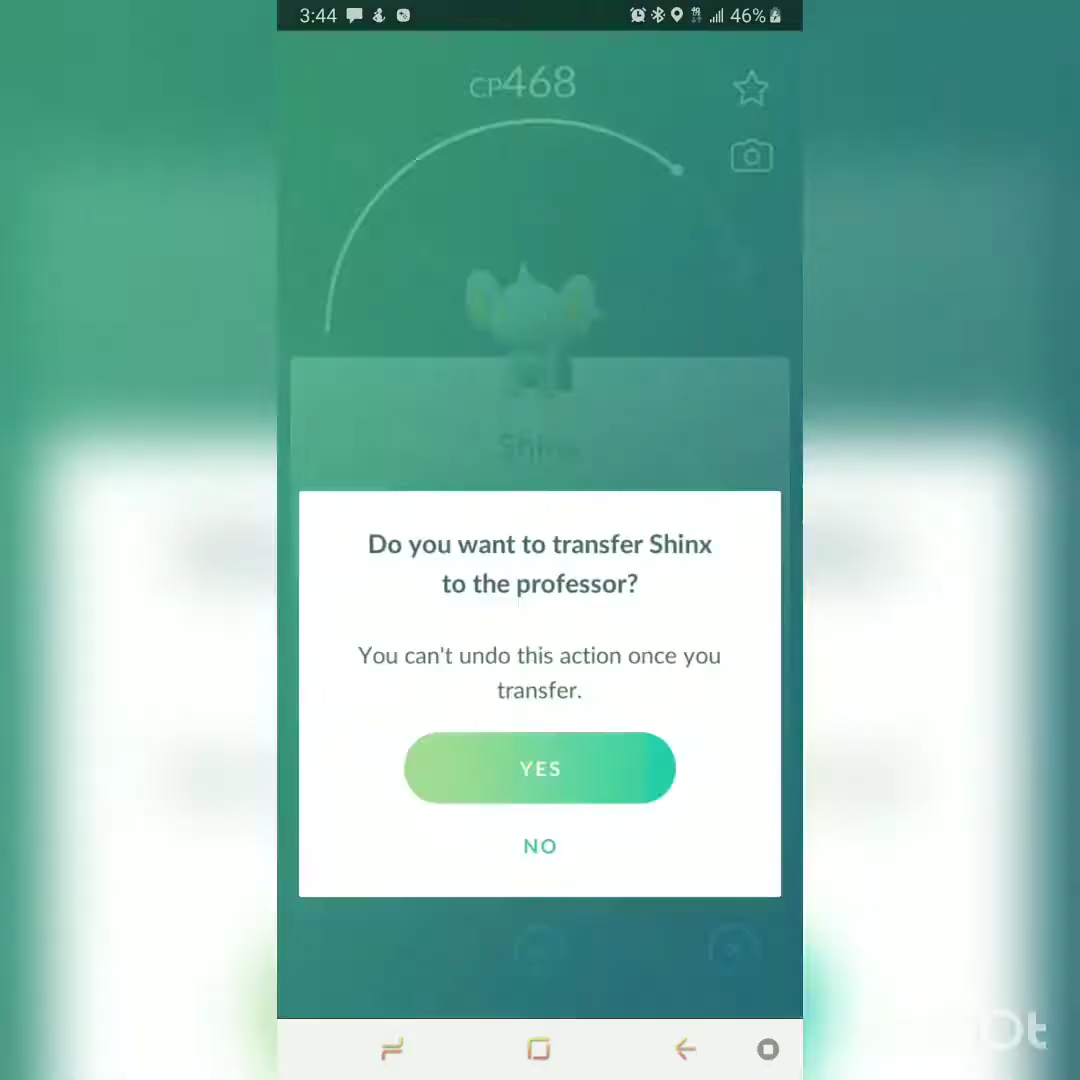 3:44 46%
CP468
Shinx
Do you want to transfer Shinx
to the professor?
You can't undo this action once you
transfer.
YES
NO